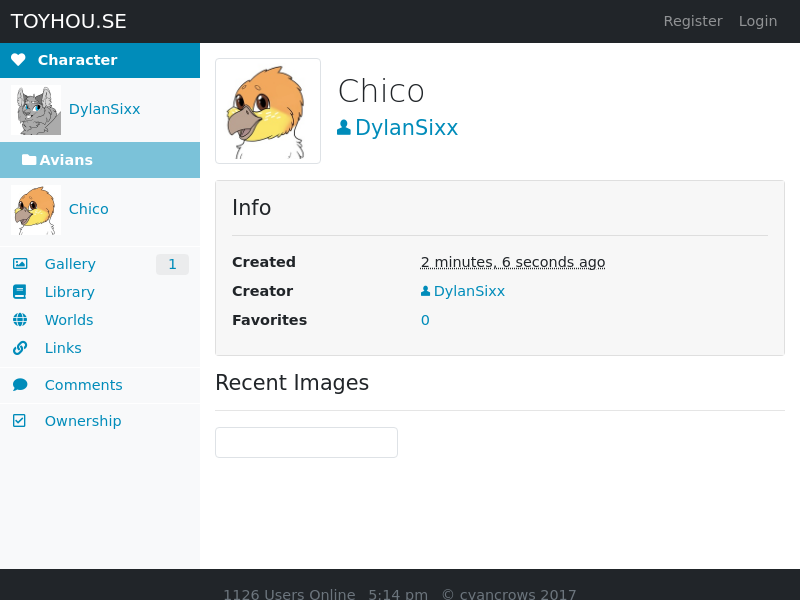 TOYHOU.SE
Register Login
Character
DylanSixx
Avians
Chico
Gallery 1
Library
Worlds
Links
Comments
Ownership
Chico
DylanSixx
Info
Created 2 minutes, 6 seconds ago
Creator DylanSixx
Favorites 0
Recent Images
1126 Users Online 5:14 pm © cyancrows 2017